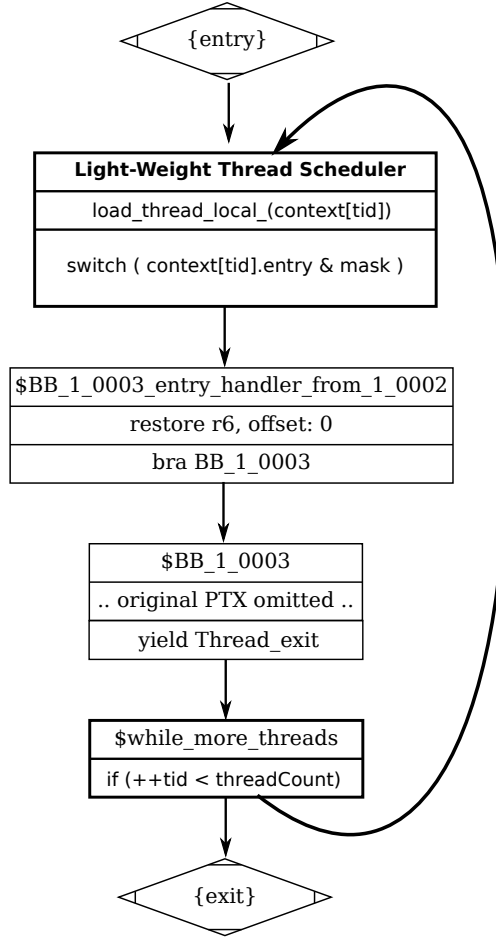 {entry}
Light-Weight Thread Scheduler
load_thread_local_(context[tid])
switch ( context[tid].entry & mask )
$BB_1_0003_entry_handler_from_1_0002
restore r6, offset: 0
bra BB_1_0003
$BB_1_0003
.. original PTX omitted ..
yield Thread_exit
$while_more_threads
if (++tid < threadCount)
{exit}